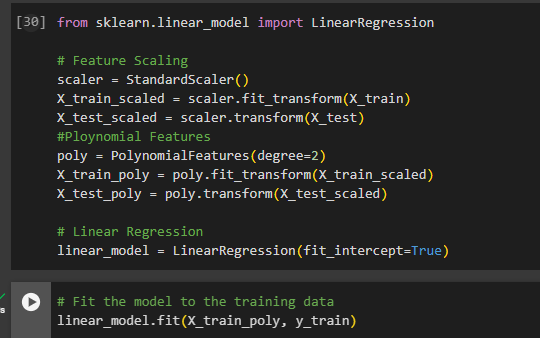 [30] from sklearn.linear_model import LinearRegression
# Feature Scaling
scaler = StandardScaler()
X_train_scaled = scaler.fit_transform(X_train)
X_test_scaled = scaler.transform(X_test)
#Ploynomial Features
poly = PolynomialFeatures(degree=2)
X_train_poly = poly.fit_transform(X_train_scaled)
X_test_poly = poly.transform(X_test_scaled)
# Linear Regression
linear_model = LinearRegression(fit_intercept=True)
# Fit the model to the training data
s linear_model.fit(X_train_poly, y_train)